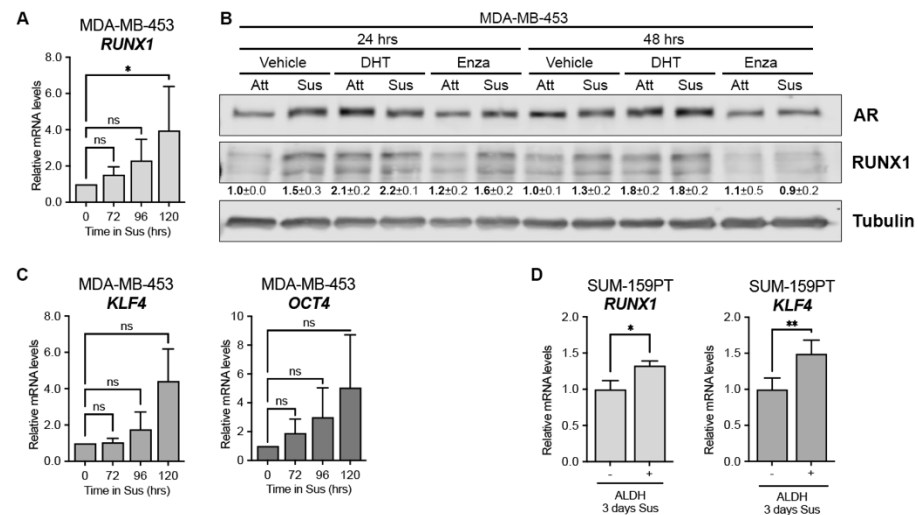 A
MDA-MB-453
RUNX1
Relative mRNA levels
8.0
6.0
4.0
2.0
0.0
*
ns
ns
0 72 96 120
Time in Sus (hrs)
B
MDA-MB-453
24 hrs 48 hrs
Vehicle DHT Enza Vehicle DHT Enza
Att Sus Att Sus Att Sus Att Sus Att Sus Att Sus
AR
RUNX1
1.0±0.0 1.5±0.3 2.1±0.2 2.2±0.1 1.2±0.2 1.6±0.2 1.0±0.1 1.3±0.2 1.8±0.2 1.8±0.2 1.1±0.5 0.9±0.2
Tubulin
C
MDA-MB-453
KLF4
Relative mRNA levels
8.0
6.0
4.0
2.0
0.0
ns
ns
ns
0 72 96 120
Time in Sus (hrs)
MDA-MB-453
OCT4
Relative mRNA levels
10
8
6
4
2
0
ns
ns
ns
0 72 96 120
Time in Sus (hrs)
D
SUM-159PT
RUNX1
Relative mRNA levels
2.0
1.5
1.0
0.5
0.0
*
- +
ALDH
3 days Sus
SUM-159PT
KLF4
Relative mRNA levels
2.0
1.5
1.0
0.5
0.0
**
- +
ALDH
3 days Sus